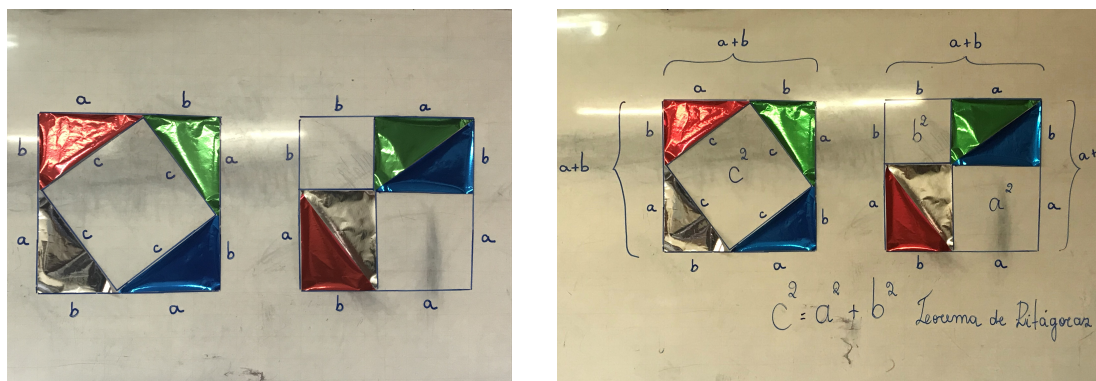 a b a
b b
b a
c c b
a c c b a a
b a b a
a+b a+b
a b b a
b c² c a b b² b
a+b
a c c b a a² a
b a b a
c² = a² + b² Teorema de Pitágoras